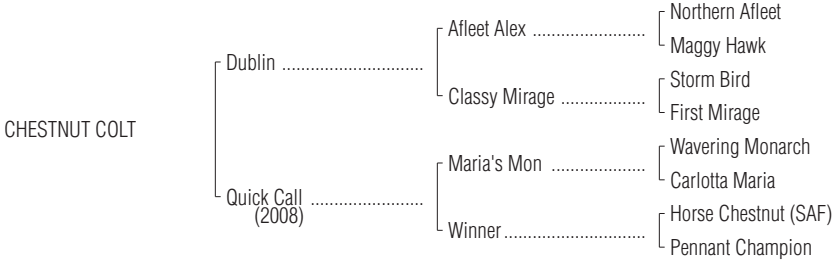 Northern Afleet
Afleet Alex ........................
Maggy Hawk
Dublin ..............................
Storm Bird
Classy Mirage ..................
First Mirage
CHESTNUT COLT
Wavering Monarch
Maria's Mon ....................
Carlotta Maria
Quick Call ........................
(2008)
Horse Chestnut (SAF)
Winner..............................
Pennant Champion